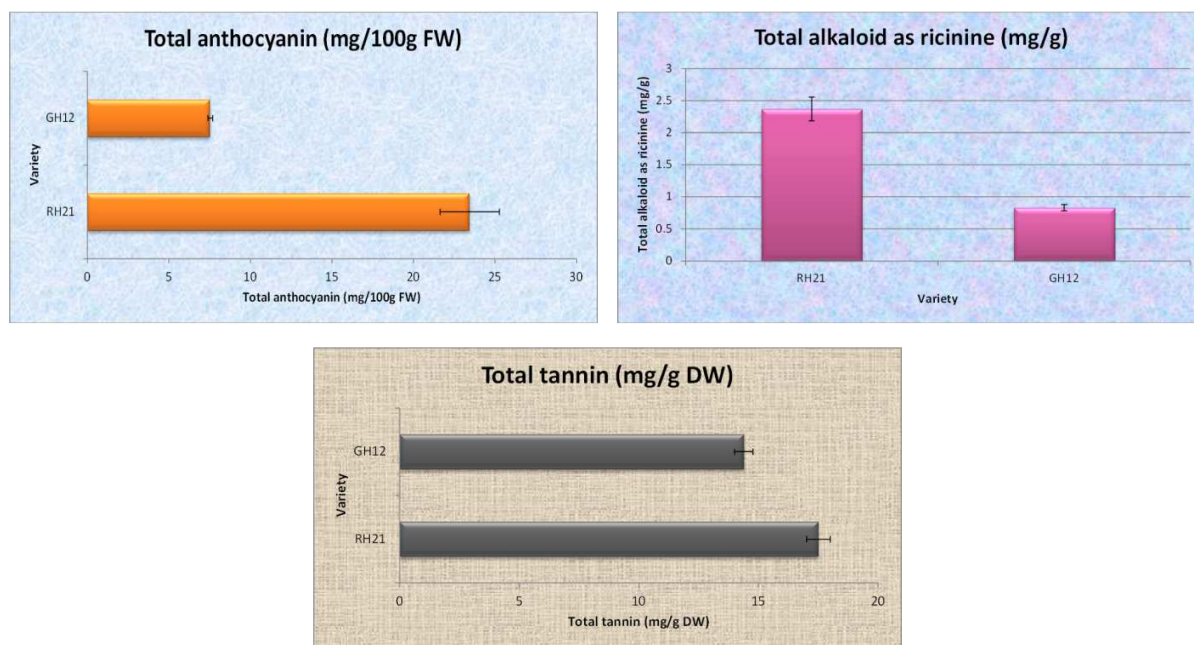 Total anthocyanin (mg/100g FW)
GH12
Variety
RH21
0 5 10 15 20 25 30
Total anthocyanin (mg/100g FW)
Total alkaloid as ricinine (mg/g)
3
2.5
2
1.5
1
0.5
0
Total alkaloid as ricinine (mg/g)
RH21 GH12
Variety
Total tannin (mg/g DW)
GH12
Variety
RH21
0 5 10 15 20
Total tannin (mg/g DW)